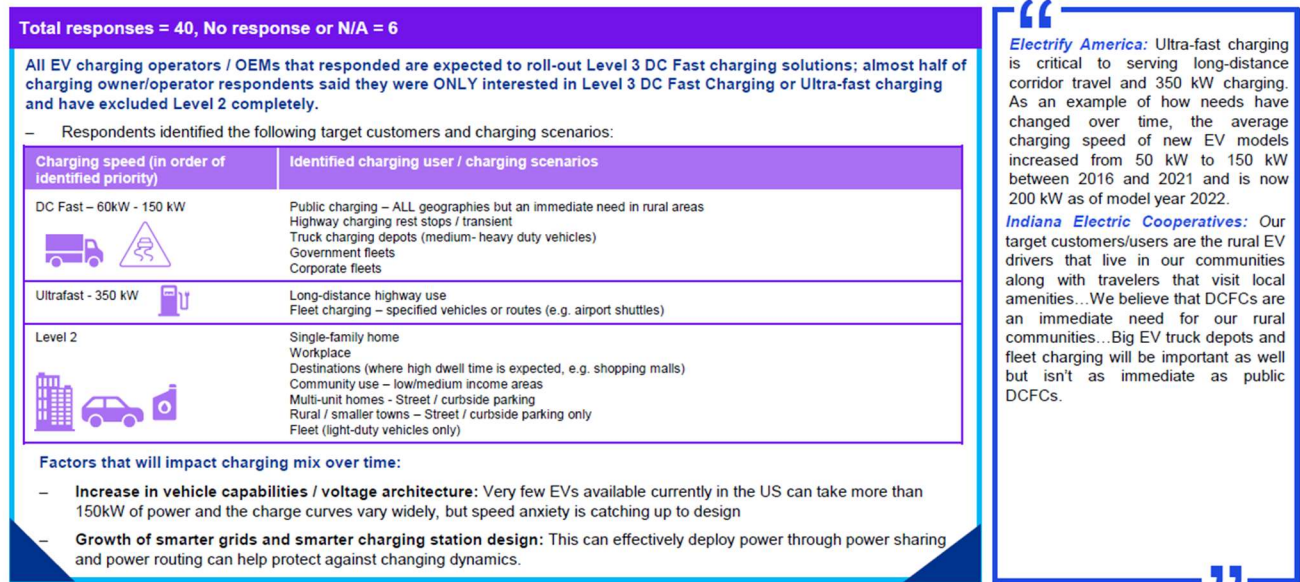 Total responses = 40, No response or N/A = 6
All EV charging operators / OEMs that responded are expected to roll-out Level 3 DC Fast charging solutions; almost half of
charging owner/operator respondents said they were ONLY interested in Level 3 DC Fast Charging or Ultra-fast charging
and have excluded Level 2 completely.
– Respondents identified the following target customers and charging scenarios:
Charging speed (in order of
identified priority)
Identified charging user / charging scenarios
DC Fast – 60kW - 150 kW
Public charging – ALL geographies but an immediate need in rural areas
Highway charging rest stops / transient
Truck charging depots (medium- heavy duty vehicles)
Government fleets
Corporate fleets
Ultrafast - 350 kW
Long-distance highway use
Fleet charging – specified vehicles or routes (e.g. airport shuttles)
Level 2
Single-family home
Workplace
Destinations (where high dwell time is expected, e.g. shopping malls)
Community use – low/medium income areas
Multi-unit homes - Street / curbside parking
Rural / smaller towns – Street / curbside parking only
Fleet (light-duty vehicles only)
Factors that will impact charging mix over time:
– Increase in vehicle capabilities / voltage architecture: Very few EVs available currently in the US can take more than
150kW of power and the charge curves vary widely, but speed anxiety is catching up to design
– Growth of smarter grids and smarter charging station design: This can effectively deploy power through power sharing
and power routing can help protect against changing dynamics.
“
Electrify America: Ultra-fast charging
is critical to serving long-distance
corridor travel and 350 kW charging.
As an example of how needs have
changed over time, the average
charging speed of new EV models
increased from 50 kW to 150 kW
between 2016 and 2021 and is now
200 kW as of model year 2022.
Indiana Electric Cooperatives: Our
target customers/users are the rural EV
drivers that live in our communities
along with travelers that visit local
amenities…We believe that DCFCs are
an immediate need for our rural
communities…Big EV truck depots and
fleet charging will be important as well
but isn't as immediate as public
DCFCs.
”